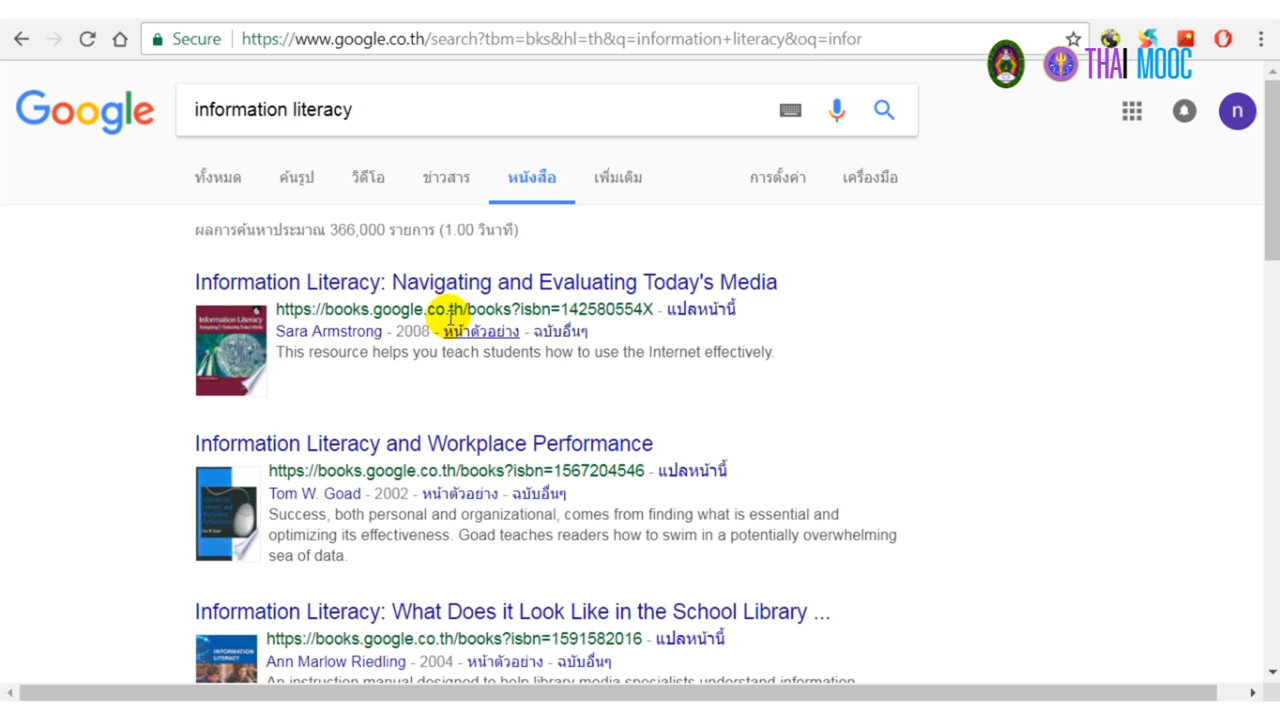 Secure https://www.google.co.th/search?tbm=bks&hl=th&q=information+literacy&oq=infor
THAI MOOC
Google information literacy
n
ทั้งหมด ค้นรูป วิดีโอ ข่าวสาร หนังสือ เพิ่มเติม การตั้งค่า เครื่องมือ
ผลการค้นหาประมาณ 366,000 รายการ (1.00 วินาที)
Information Literacy: Navigating and Evaluating Today's Media
https://books.google.co.th/books?isbn=142580554X - แปลหน้านี้
Sara Armstrong - 2008 - หน้าตัวอย่าง - ฉบับอื่นๆ
This resource helps you teach students how to use the Internet effectively.
Information Literacy and Workplace Performance
https://books.google.co.th/books?isbn=1567204546 - แปลหน้านี้
Tom W. Goad - 2002 - หน้าตัวอย่าง - ฉบับอื่นๆ
Success, both personal and organizational, comes from finding what is essential and
optimizing its effectiveness. Goad teaches readers how to swim in a potentially overwhelming
sea of data.
Information Literacy: What Does it Look Like in the School Library ...
https://books.google.co.th/books?isbn=1591582016 - แปลหน้านี้
INFORMATION
LITERACY
Ann Marlow Riedling - 2004 - หน้าตัวอย่าง - ฉบับอื่นๆ
An instruction manual designed to help library media specialists understand information